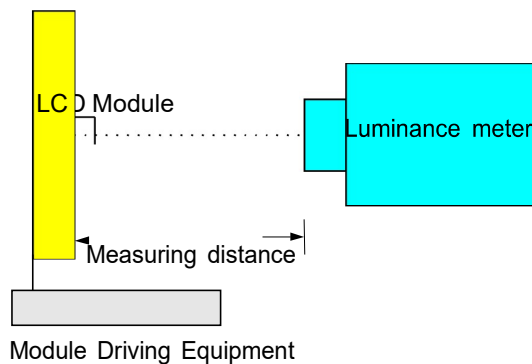 LCD Module
Luminance meter
Measuring distance
Module Driving Equipment